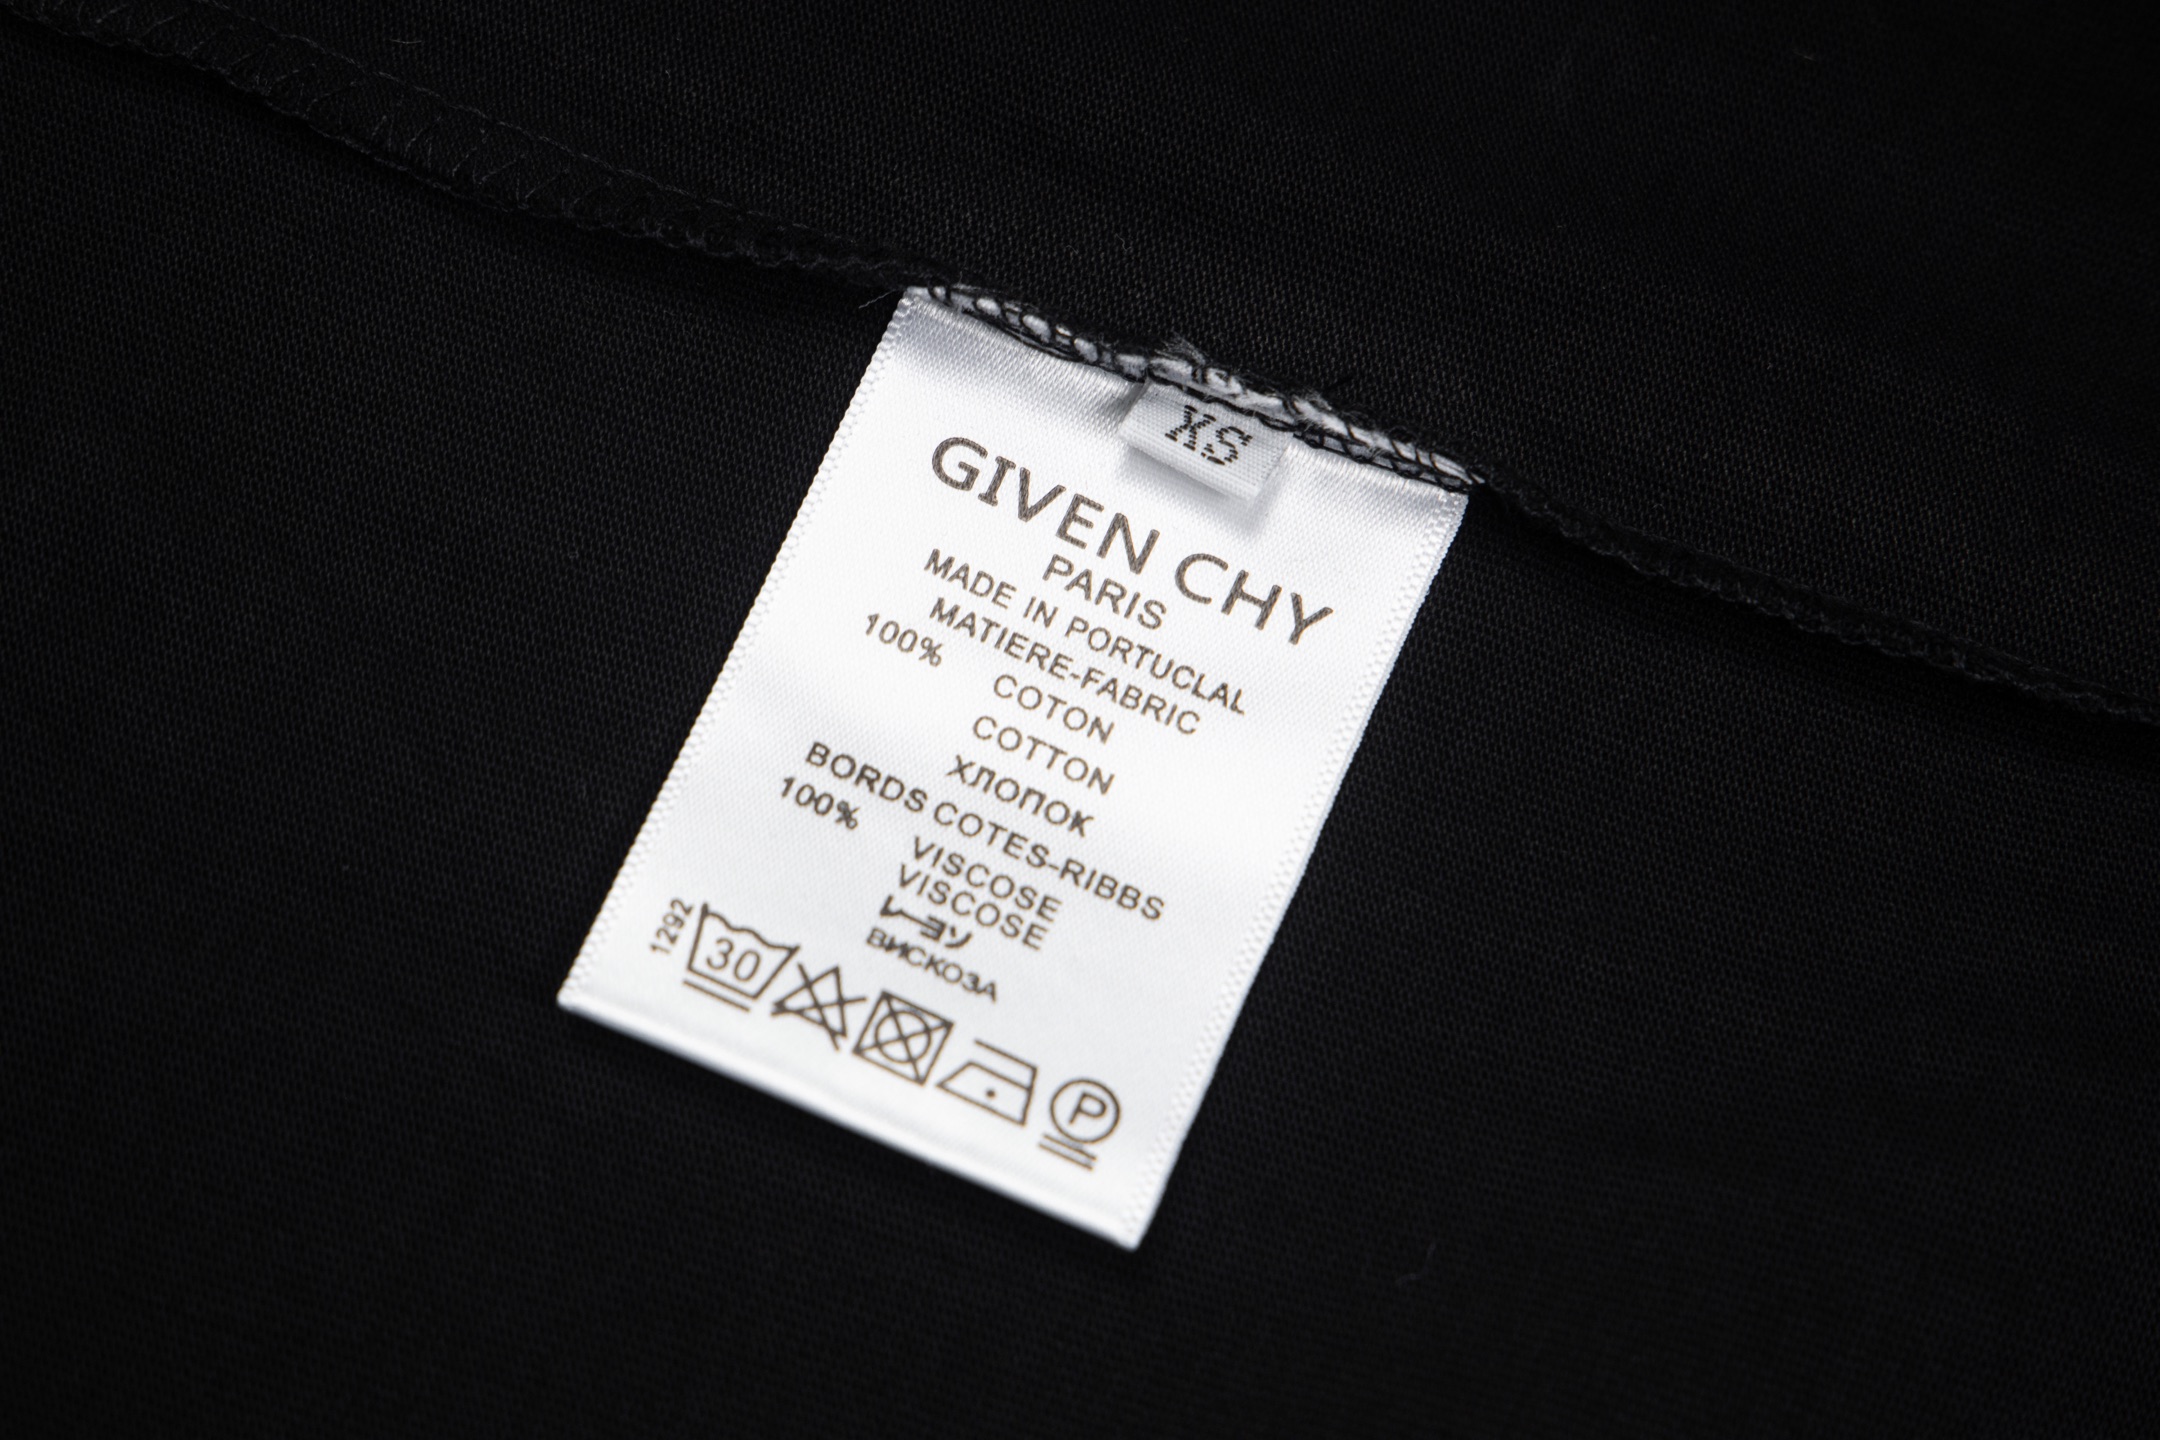 XS
GIVEN CHY
PARIS
MADE IN PORTUCLAL
MATIERE-FABRIC
100%
COTON
COTTON
ХЛОПОК
BORDS COTES-RIBBS
100%
VISCOSE
VISCOSE
レーヨソ
ВИСКОЗА
1292
30
P